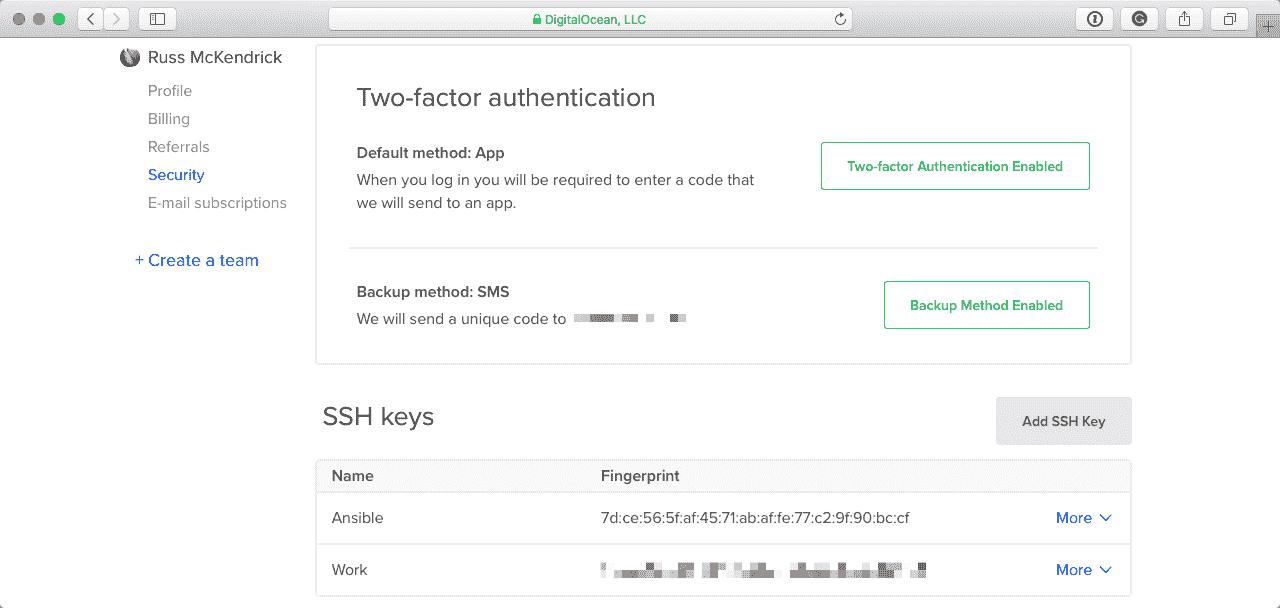 DigitalOcean, LLC
Russ McKendrick
Profile
Billing
Referrals
Security
E-mail subscriptions
+ Create a team
Two-factor authentication
Default method: App
When you log in you will be required to enter a code that
we will send to an app.
Two-factor Authentication Enabled
Backup method: SMS
We will send a unique code to
Backup Method Enabled
SSH keys
Add SSH Key
Name Fingerprint
Ansible 7d:ce:56:5f:af:45:71:ab:af:fe:77:c2:9f:90:bc:cf More
Work More